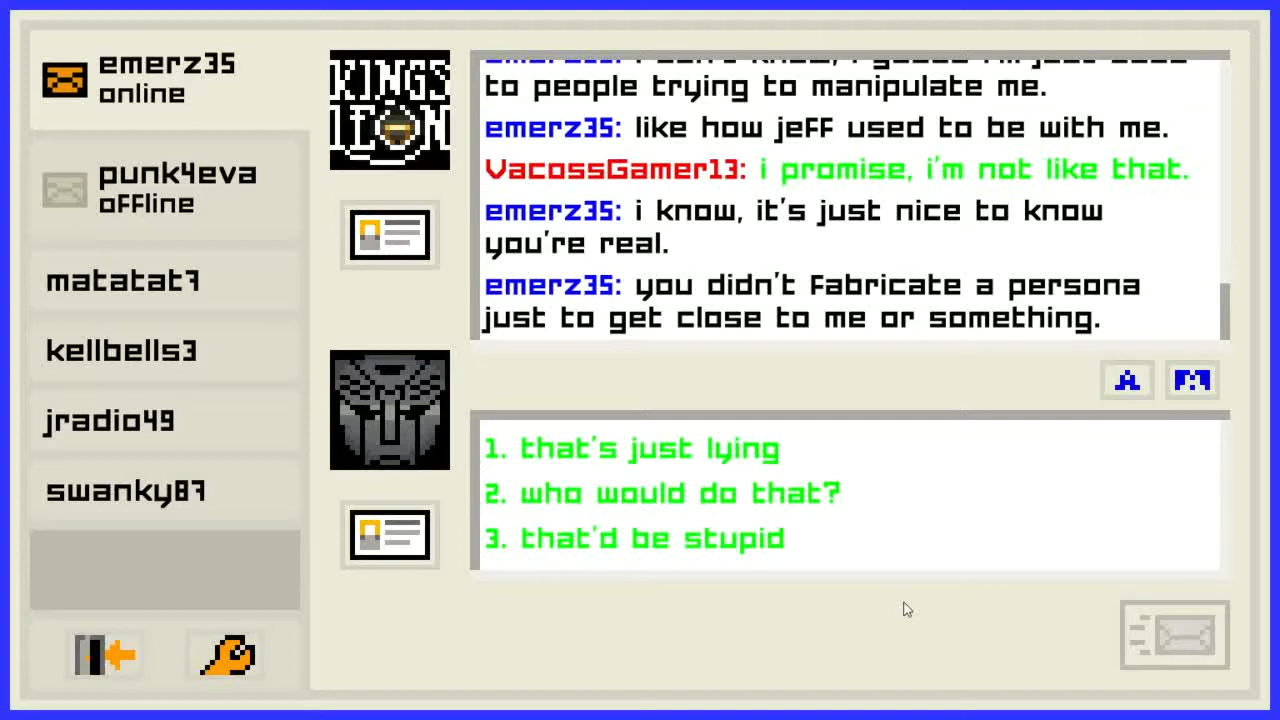 emerz35
online
punk4eva
offline
matatat7
kellbells3
jradio49
swanky87
KINGS
to people trying to manipulate me.
emerz35: like how jeff used to be with me.
VacossGamer13: i promise, i'm not like that.
emerz35: i know, it's just nice to know
you're real.
emerz35: you didn't fabricate a persona
just to get close to me or something.
A
1. that's just lying
2. who would do that?
3. that'd be stupid